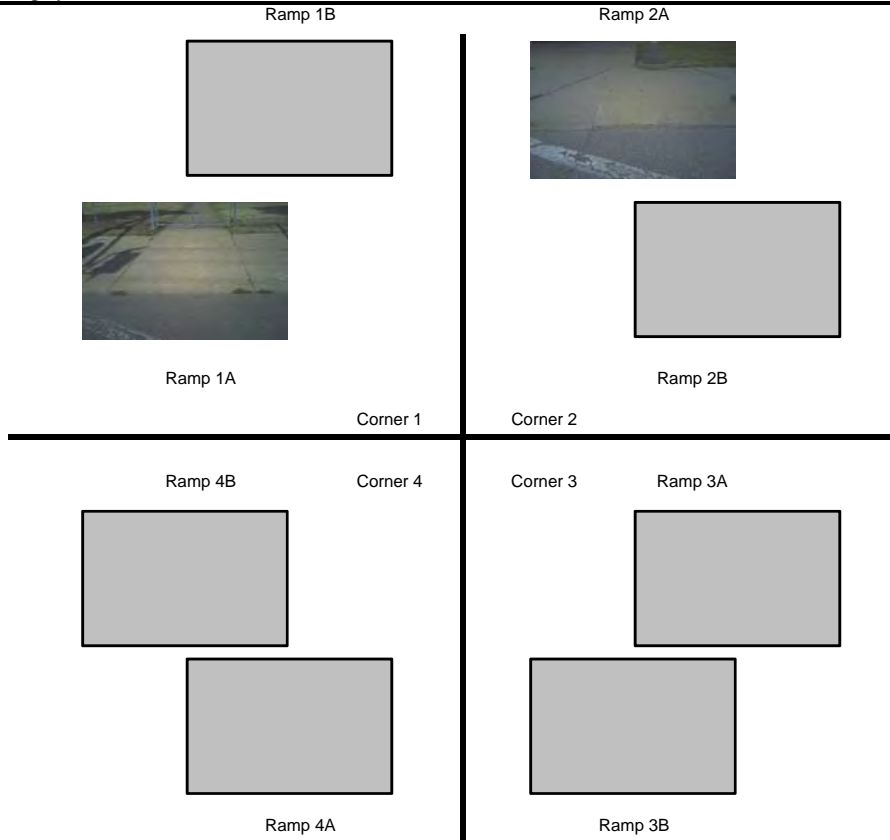 Ramp 1B Ramp 2A
Ramp 1A Ramp 2B
Corner 1 Corner 2
Ramp 4B Corner 4 Corner 3 Ramp 3A
Ramp 4A Ramp 3B